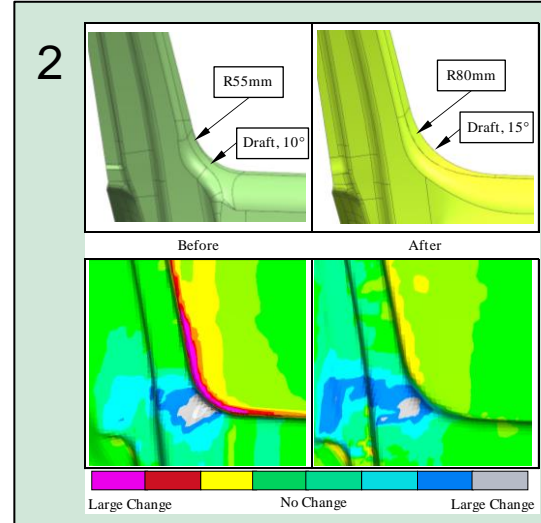 2
R55mm
Draft, 10°
R80mm
Draft, 15°
Before
After
Large Change
No Change
Large Change